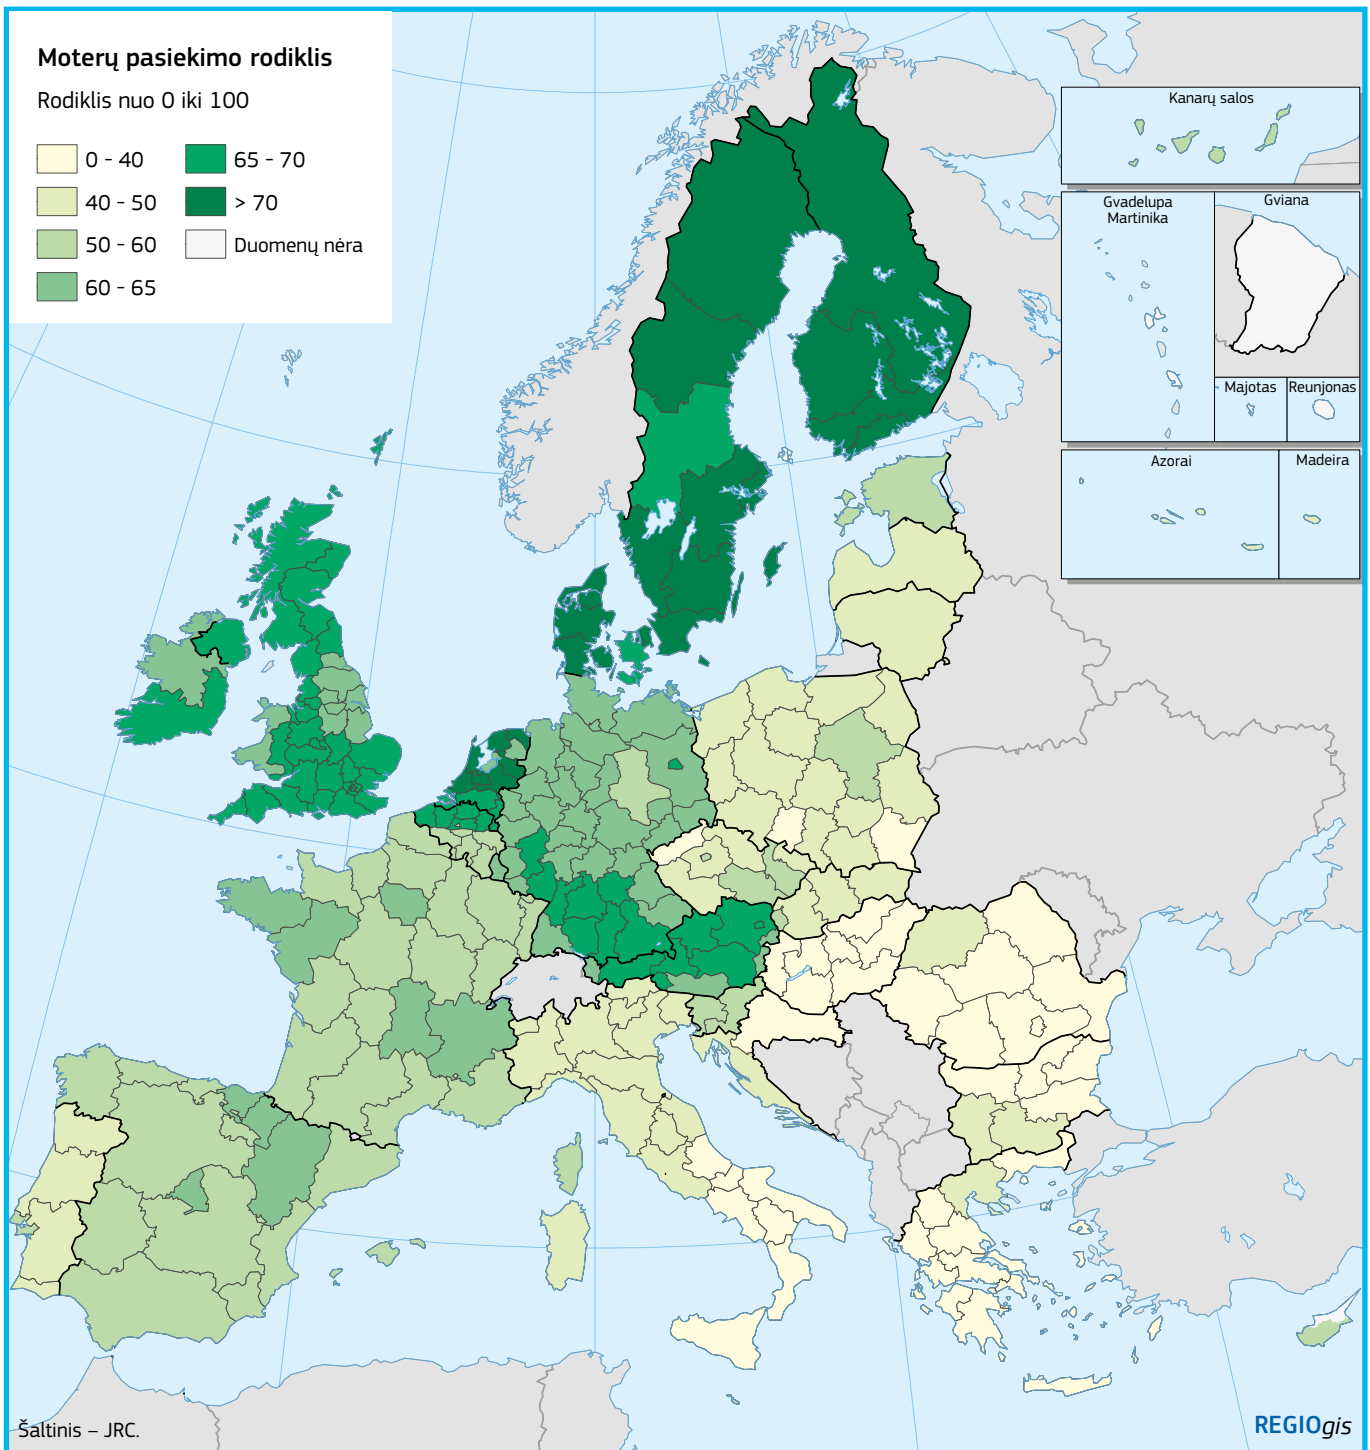 Moterų pasiekimo rodiklis
Rodiklis nuo 0 iki 100
0 - 40
40 - 50
50 - 60
60 - 65
65 - 70
> 70
Duomenų nėra
Kanarų salos
Gvadelupa
Martinika
Gviana
Majotas
Reunjonas
Azorai
Madeira
Šaltinis – JRC.
REGIOgis